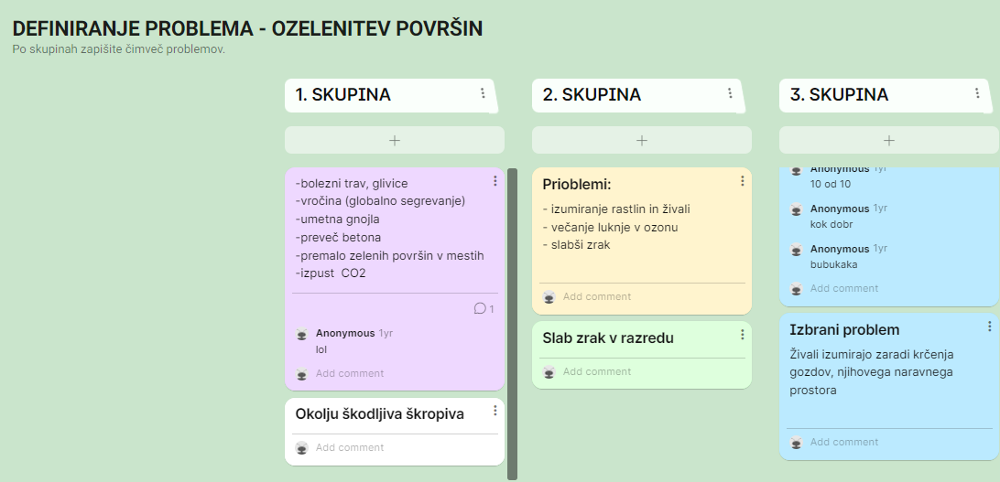 DEFINIRANJE PROBLEMA - OZELENITEV POVRŠIN
Po skupinah zapišite čimveč problemov.
1. SKUPINA
-bolezni trav, glivice
-vročina (globalno segrevanje)
-umetna gnojla
-preveč betona
-premalo zelenih površin v mestih
-izpust CO2
1
Anonymous 1yr
lol
Add comment
Okolju škodljiva škropiva
Add comment
2. SKUPINA
Prioblemi:
- izumiranje rastlin in živali
- večanje luknje v ozonu
- slabši zrak
Add comment
Slab zrak v razredu
Add comment
3. SKUPINA
Anonymous 1yr
10 od 10
Anonymous 1yr
kok dobr
Anonymous 1yr
bubukaka
Add comment
Izbrani problem
Živali izumirajo zaradi krčenja
gozdov, njihovega naravnega
prostora
Add comment